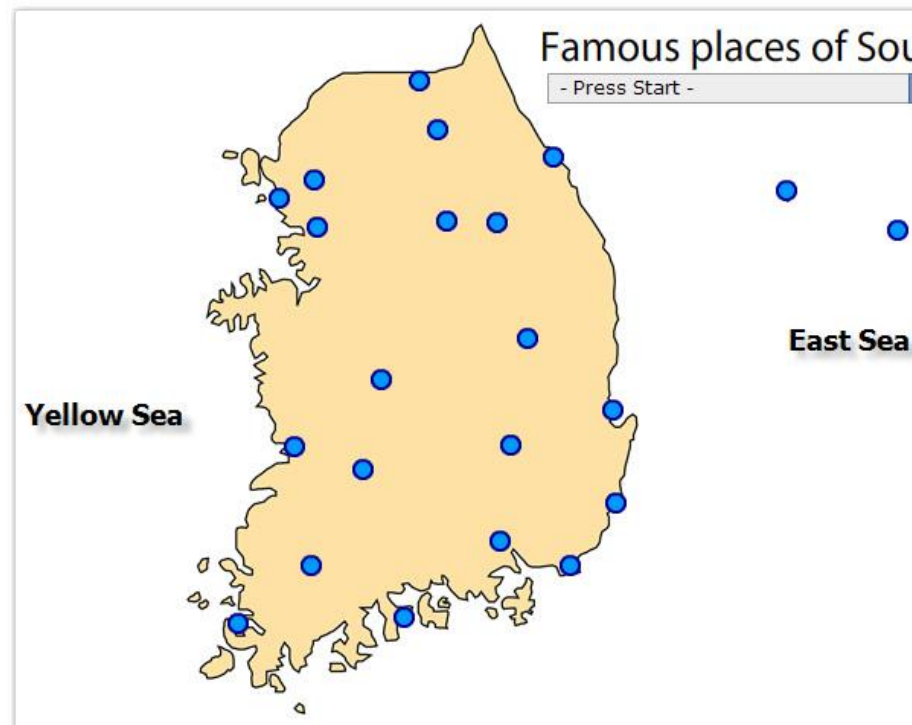 Famous places of Sou
- Press Start -
East Sea
Yellow Sea